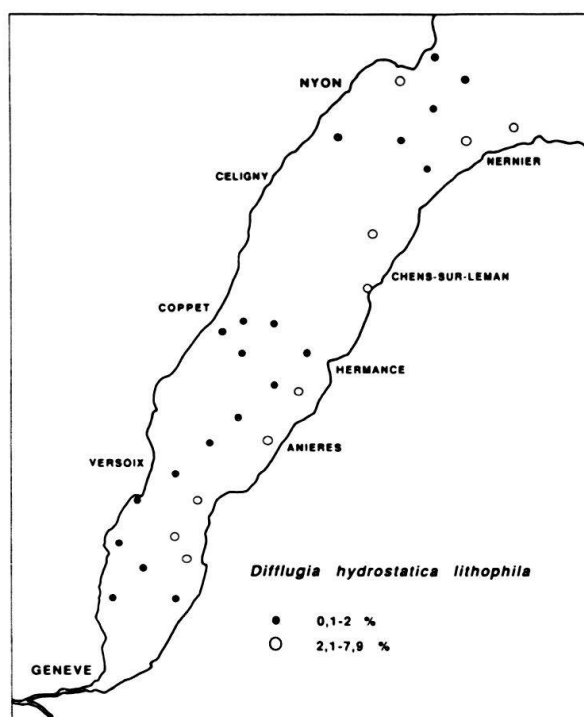 NYON
NERNIER
CELIGNY
CHENS-SUR-LEMAN
COPPET
HERMANCE
ANIERES
VERSOIX
Difflugia hydrostatica lithophila
0,1-2 %
2,1-7,9 %
GENEVE